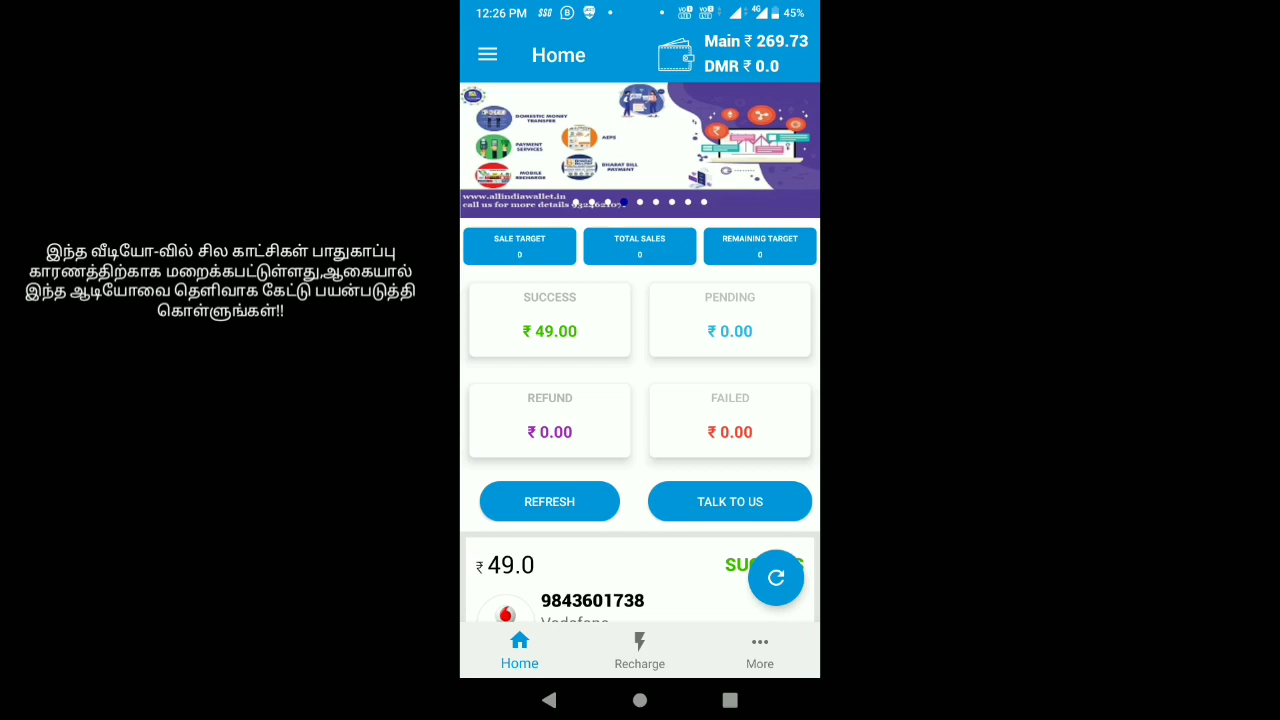 இந்த வீடியோ-வில் சில காட்சிகள் பாதுகாப்பு
காரணத்திற்காக மறைக்கபட்டுள்ளது,ஆகையால்
இந்த ஆடியோவை தெளிவாக கேட்டு பயன்படுத்தி
கொள்ளுங்கள்!!
12:26 PM 45%
Home
Main ₹ 269.73
DMR ₹ 0.0
DOMESTIC MONEY
TRANSFER
AEPS
PAYMENT
SERVICES
BHARAT BILL
PAYMENT
MOBILE
RECHARGE
www.allindiawallet.in
call us for more details
SALE TARGET
0
TOTAL SALES
0
REMAINING TARGET
0
SUCCESS
₹ 49.00
PENDING
₹ 0.00
REFUND
₹ 0.00
FAILED
₹ 0.00
REFRESH
TALK TO US
₹ 49.0
9843601738
Vodafone
Home
Recharge
More